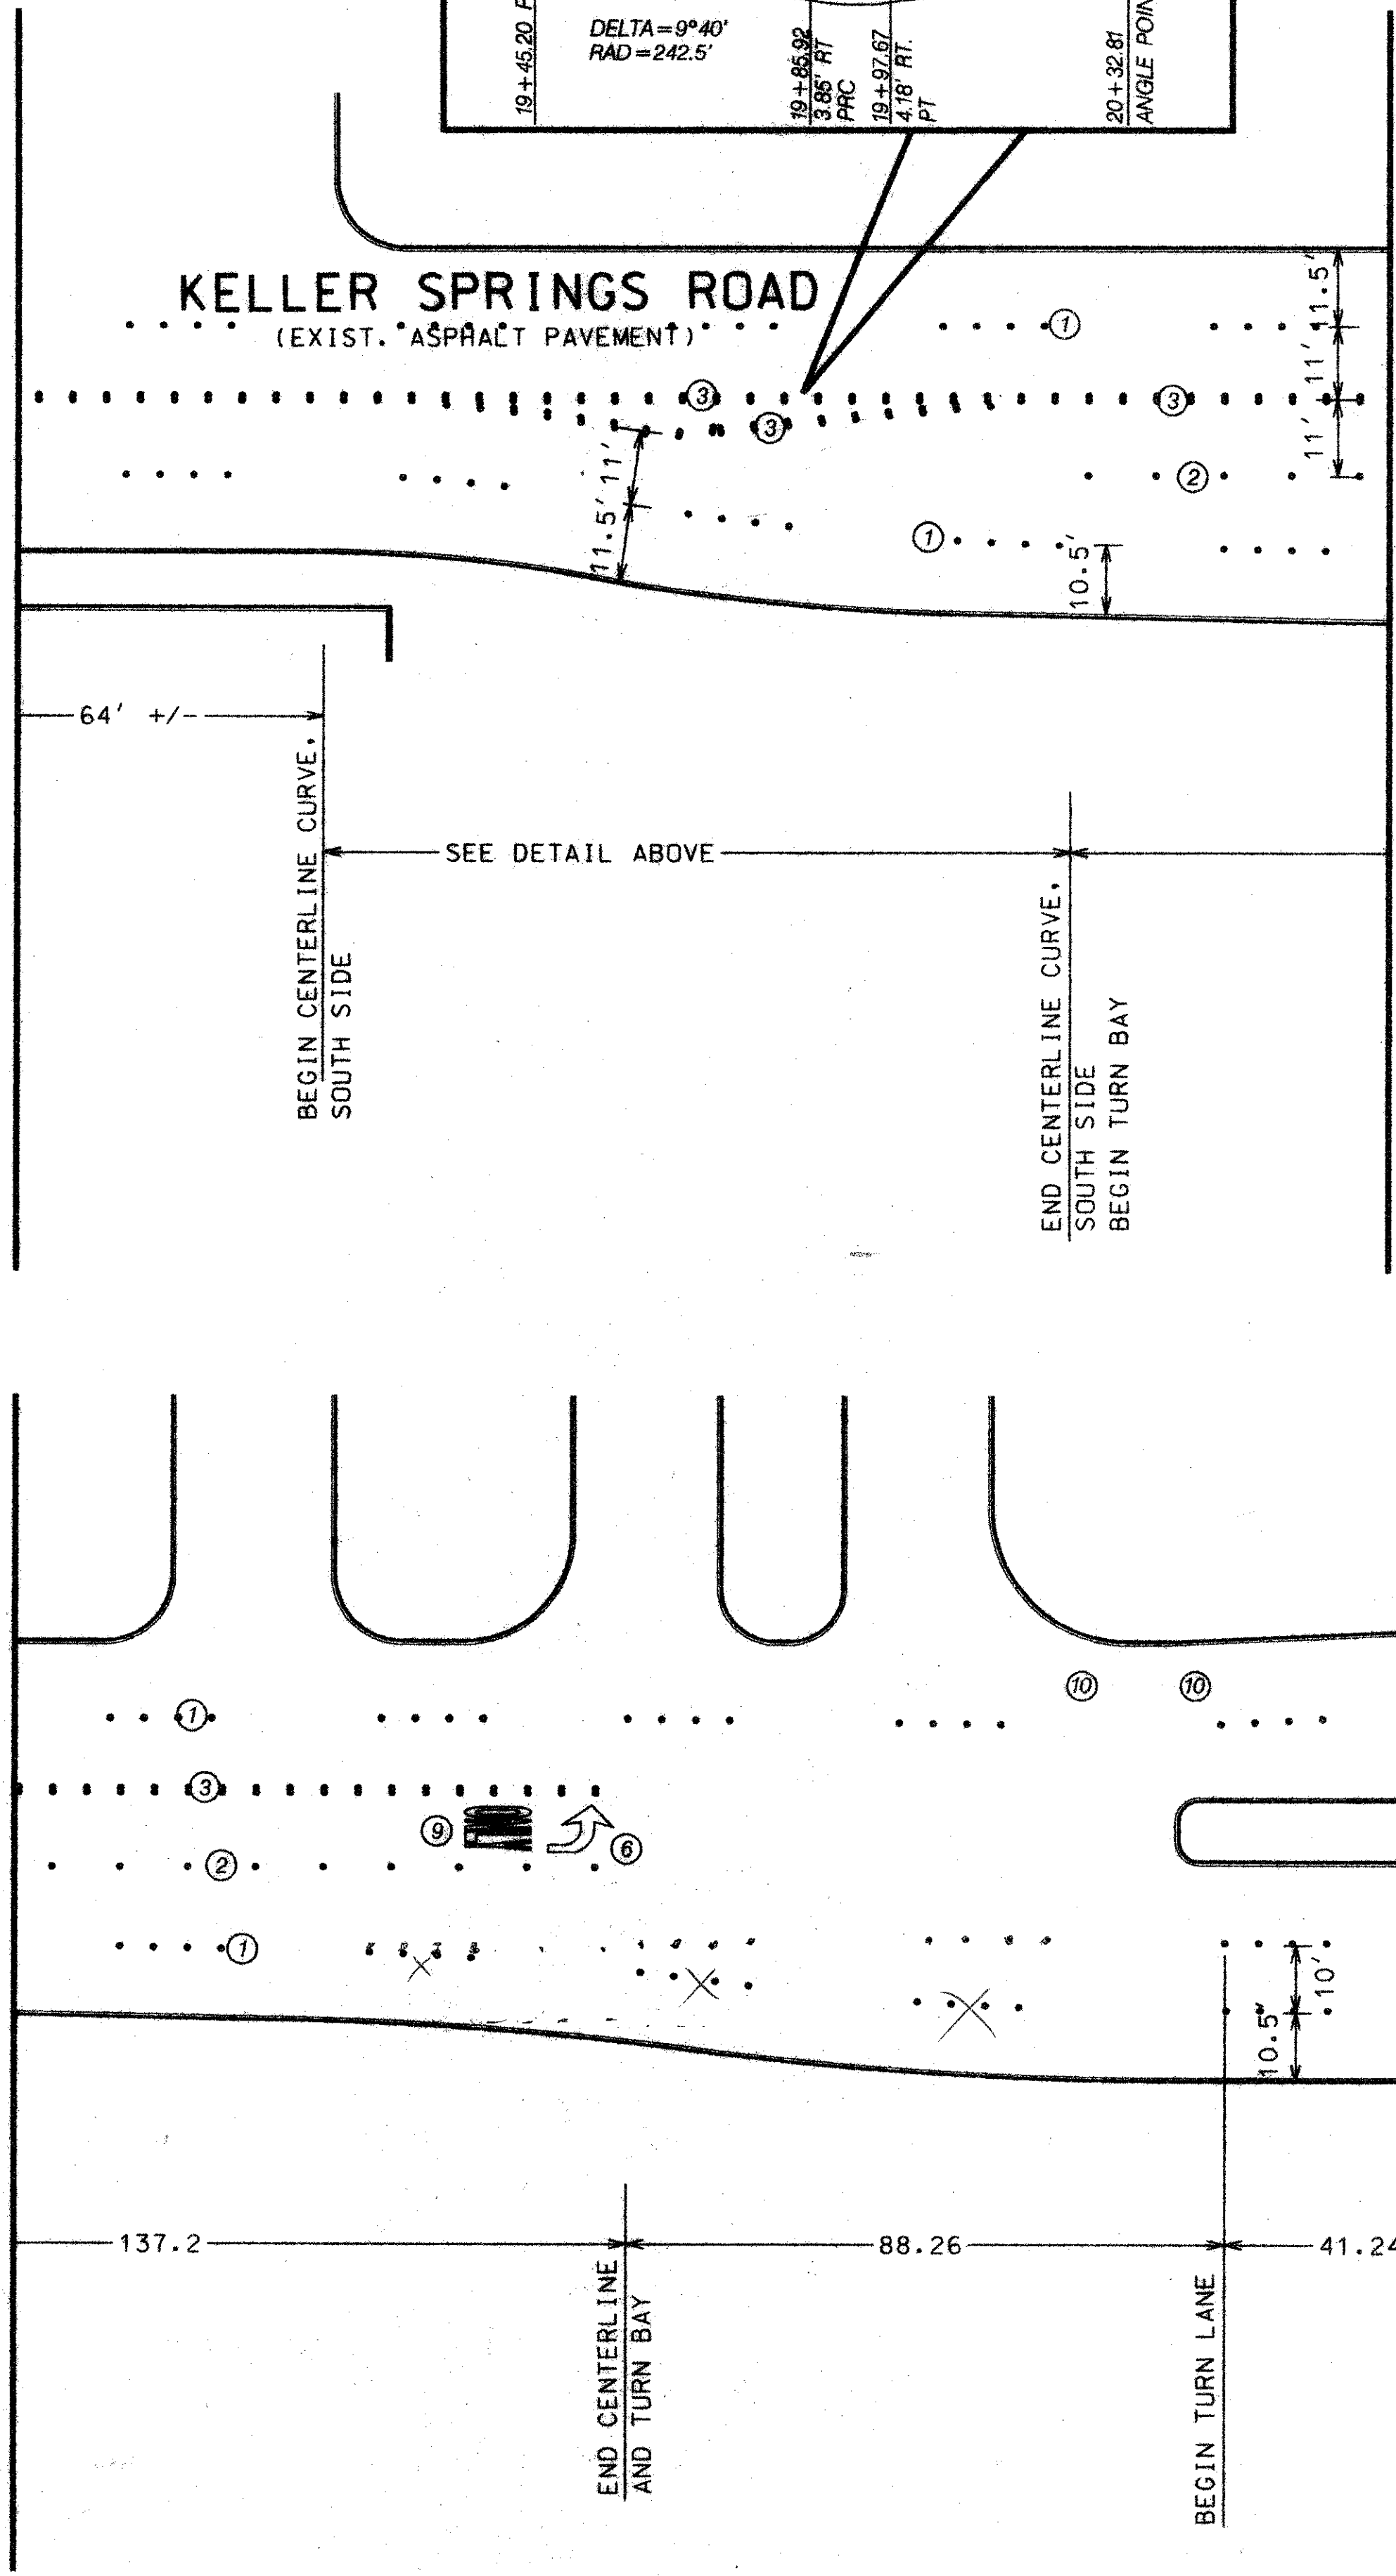 19+45.20
DELTA=9°40'
RAD=242.5'
19+85.92
3.85' RT
PRC
19+97.67
4.18' RT.
PT
20+32.81
ANGLE
KELLER SPRINGS ROAD
(EXIST. ASPHALT PAVEMENT)
1
11.5'
3
3
3
11'
11'
11'
11.5'
2
1
10.5'
64' +/-
BEGIN CENTERLINE CURVE,
SOUTH SIDE
SEE DETAIL ABOVE
END CENTERLINE CURVE,
SOUTH SIDE
BEGIN TURN BAY
10
10
1
3
9
6
2
1
10'
10.5'
137.2
88.26
41.24
END CENTERLINE
AND TURN BAY
BEGIN TURN LANE